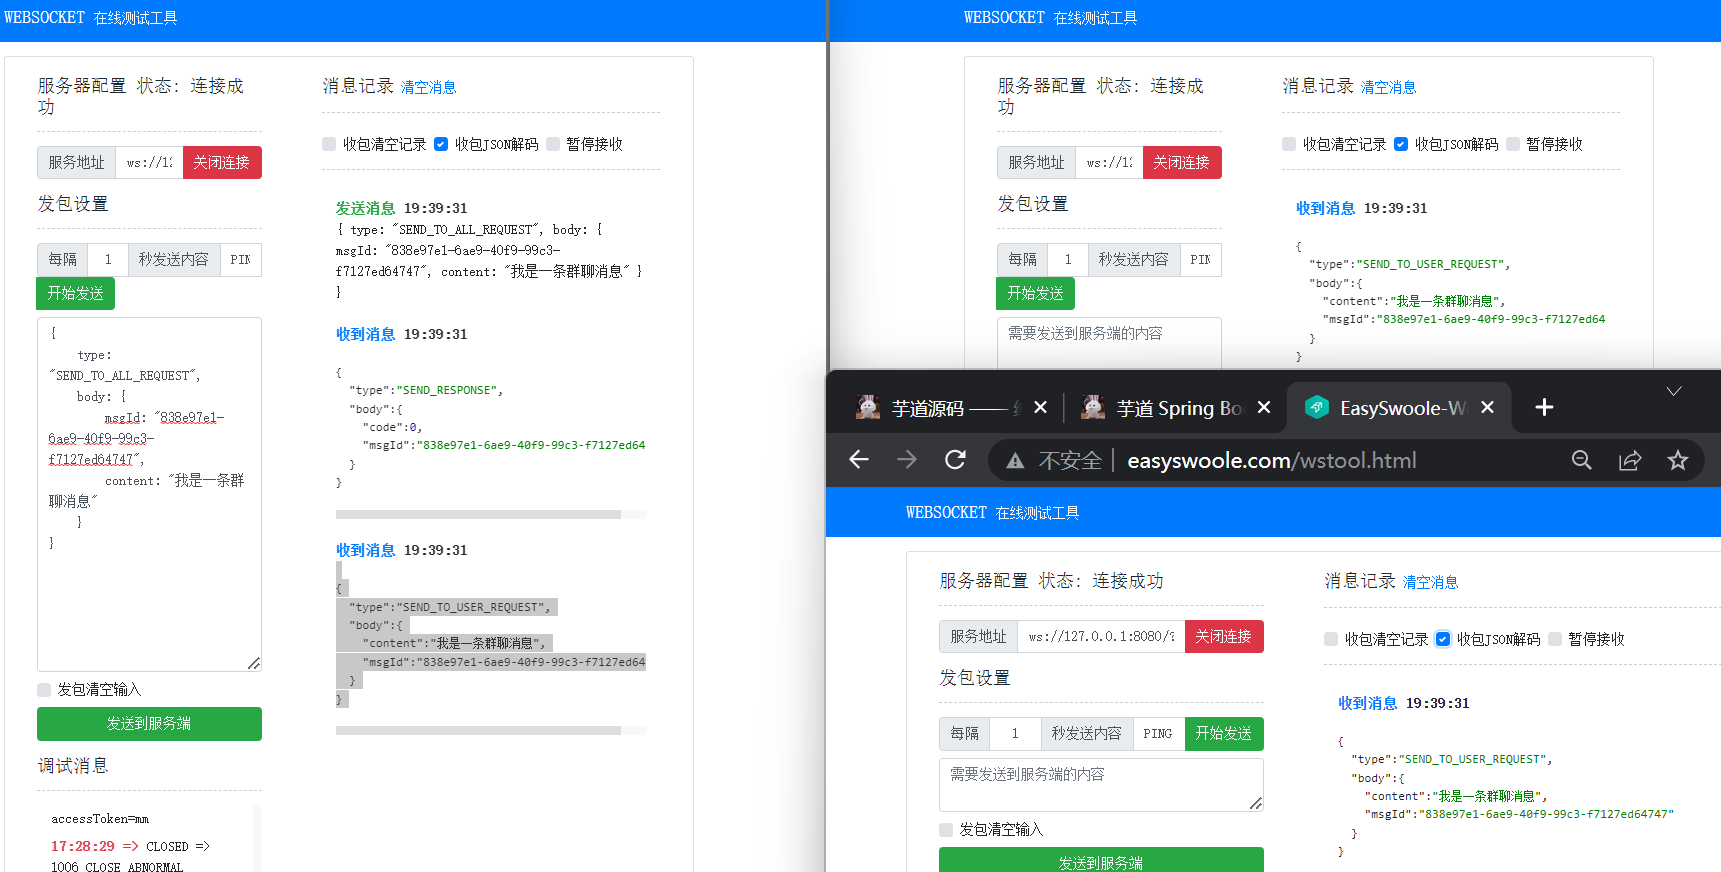 WEBSOCKET 在线测试工具
服务器配置 状态: 连接成
功
服务地址 ws://12 关闭连接
发包设置
每隔 1 秒发送内容 PIN
开始发送
{
type:
"SEND_TO_ALL_REQUEST",
body: {
msgId: "838e97e1-
6ae9-40f9-99c3-
f7127ed64747",
content: "我是一条群
聊消息"
}
}
发包清空输入
发送到服务端
调试消息
accessToken=mm
17:28:29 => CLOSED =>
1006 CLOSE_ABNORMAL
消息记录 清空消息
收包清空记录 收包JSON解码 暂停接收
发送消息 19:39:31
{ type: "SEND_TO_ALL_REQUEST", body: {
msgId: "838e97e1-6ae9-40f9-99c3-
f7127ed64747", content: "我是一条群聊消息" }
}
收到消息 19:39:31
{
"type":"SEND_RESPONSE",
"body":{
"code":0,
"msgId":"838e97e1-6ae9-40f9-99c3-f7127ed64
}
}
收到消息 19:39:31
{
"type":"SEND_TO_USER_REQUEST",
"body":{
"content":"我是一条群聊消息",
"msgId":"838e97e1-6ae9-40f9-99c3-f7127ed64
}
}
WEBSOCKET 在线测试工具
服务器配置 状态: 连接成
功
服务地址 ws://12 关闭连接
发包设置
每隔 1 秒发送内容 PIN
开始发送
需要发送到服务端的内容
消息记录 清空消息
收包清空记录 收包JSON解码 暂停接收
收到消息 19:39:31
{
"type":"SEND_TO_USER_REQUEST",
"body":{
"content":"我是一条群聊消息",
"msgId":"838e97e1-6ae9-40f9-99c3-f7127ed64
}
}
芋道源码 —— 芋道 Spring Bo EasySwoole-W
不安全 easyswoole.com/wstool.html
WEBSOCKET 在线测试工具
服务器配置 状态: 连接成功
服务地址 ws://127.0.0.1:8080/? 关闭连接
发包设置
每隔 1 秒发送内容 PING 开始发送
需要发送到服务端的内容
发包清空输入
发送到服务端
消息记录 清空消息
收包清空记录 收包JSON解码 暂停接收
收到消息 19:39:31
{
"type":"SEND_TO_USER_REQUEST",
"body":{
"content":"我是一条群聊消息",
"msgId":"838e97e1-6ae9-40f9-99c3-f7127ed64747"
}
}